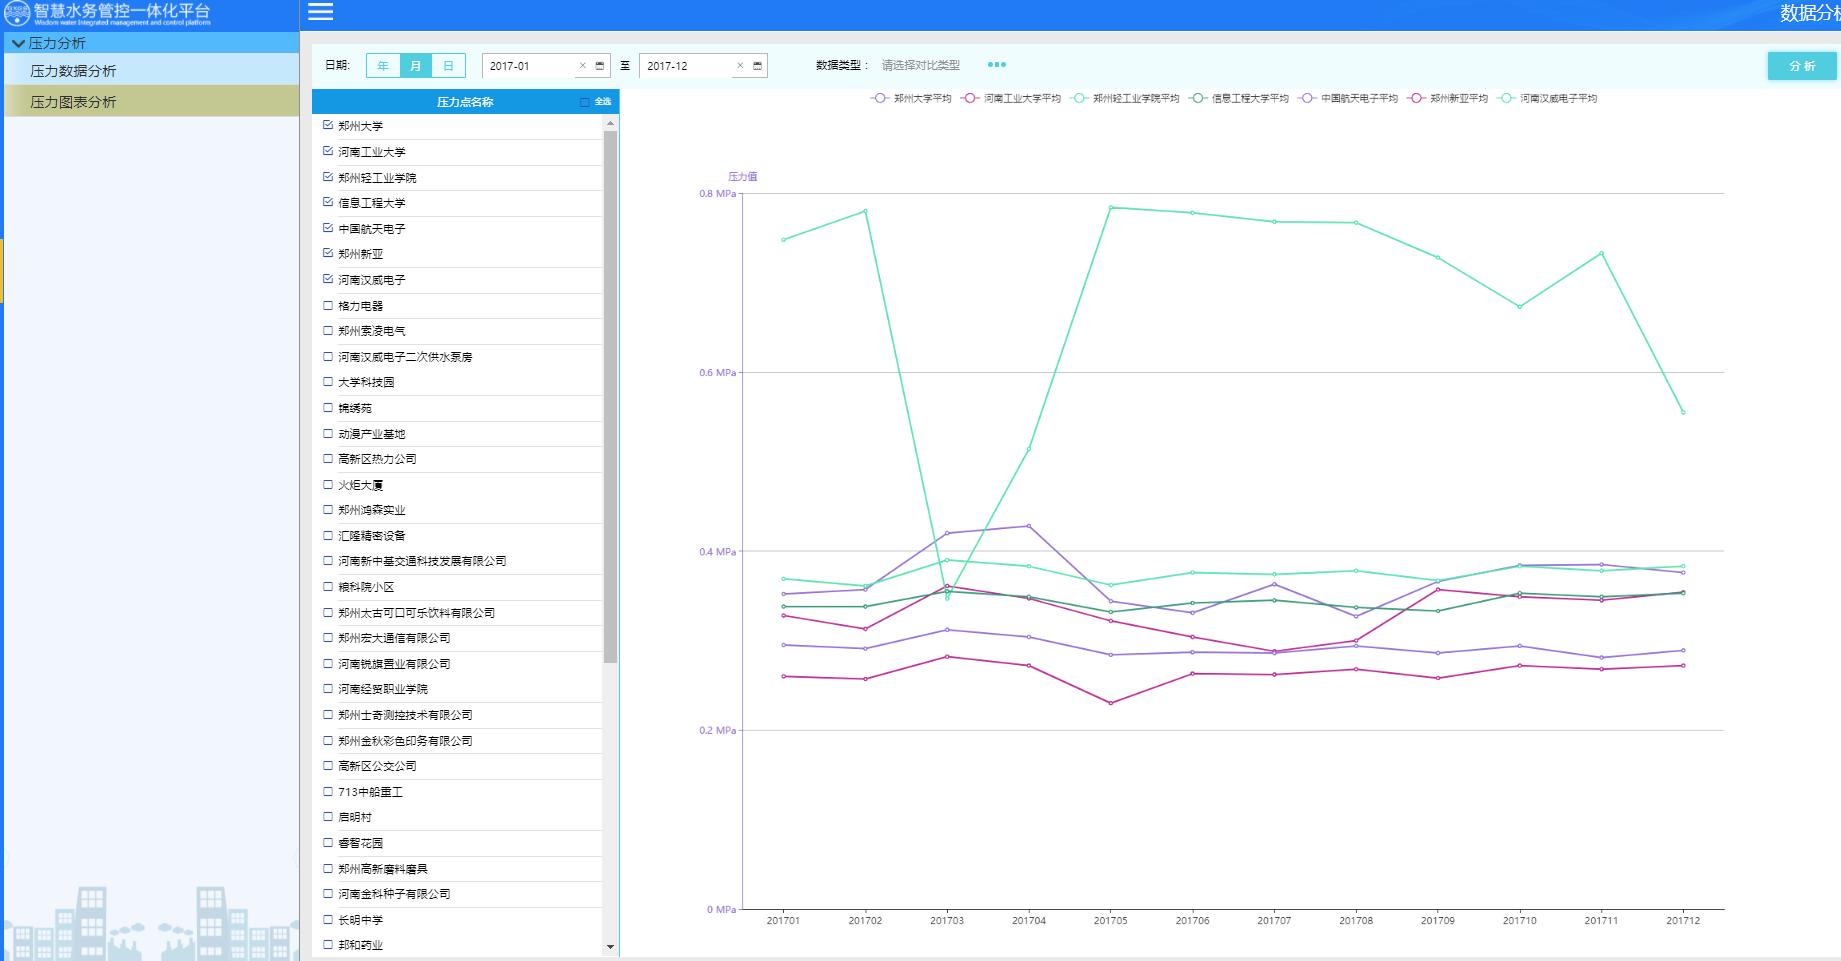 智慧水务管控一体化平台
Wisdom water Integrated management and control platform
数据分析
压力分析
压力数据分析
压力图表分析
日期: 年 月 日 2017-01 × 至 2017-12 × 数据类型： 请选择对比类型 ••• 分 析
压力点名称 全选
郑州大学
河南工业大学
郑州轻工业学院
信息工程大学
中国航天电子
郑州新亚
河南汉威电子
格力电器
郑州索凌电气
河南汉威电子二次供水泵房
大学科技园
锦绣苑
动漫产业基地
高新区热力公司
火炬大厦
郑州鸿森实业
汇隆精密设备
河南新中基交通科技发展有限公司
粮科院小区
郑州太古可口可乐饮料有限公司
郑州宏大通信有限公司
河南锐旗置业有限公司
河南经贸职业学院
郑州士奇测控技术有限公司
郑州金秋彩色印务有限公司
高新区公交公司
713中船重工
启明村
睿智花园
郑州高新磨料磨具
河南金科种子有限公司
长明中学
邦和药业
郑州大学平均 河南工业大学平均 郑州轻工业学院平均 信息工程大学平均 中国航天电子平均 郑州新亚平均 河南汉威电子平均
压力值
0.8 MPa
0.6 MPa
0.4 MPa
0.2 MPa
0 MPa
201701 201702 201703 201704 201705 201706 201707 201708 201709 201710 201711 201712